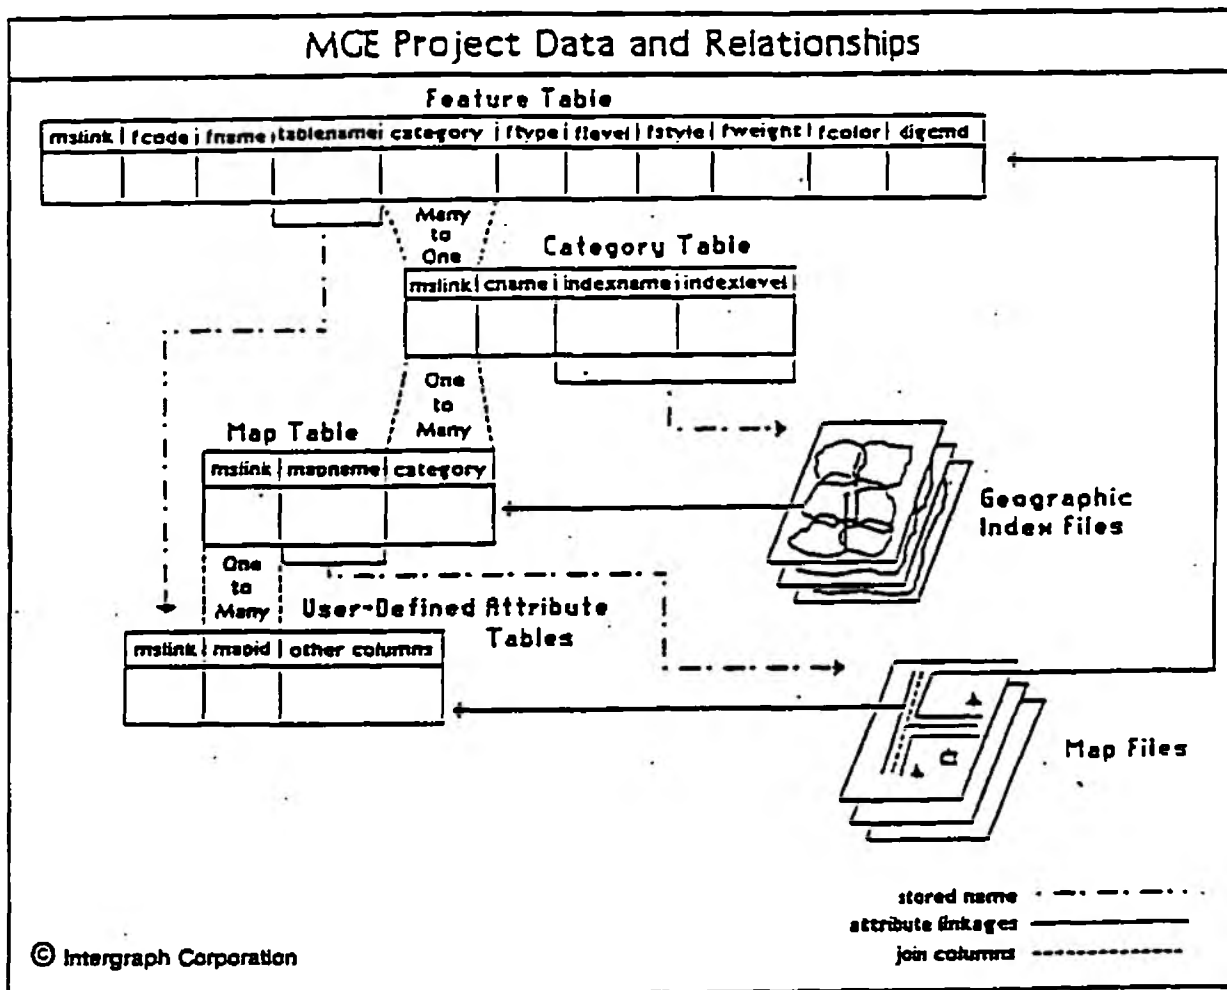 MGE Project Data and Relationships
Feature Table
mslink fcode fname tablename category ftype flevel fstyle fweight fcolor digcmd
Many
to
One
Category Table
mslink cname indexname indexlevel
One
to
Many
Map Table
mslink mapname category
Geographic
Index Files
One
to
Many
User-Defined Attribute
Tables
mslink mapid other columns
Map Files
stored name
attribute linkages
join columns
© Intergraph Corporation